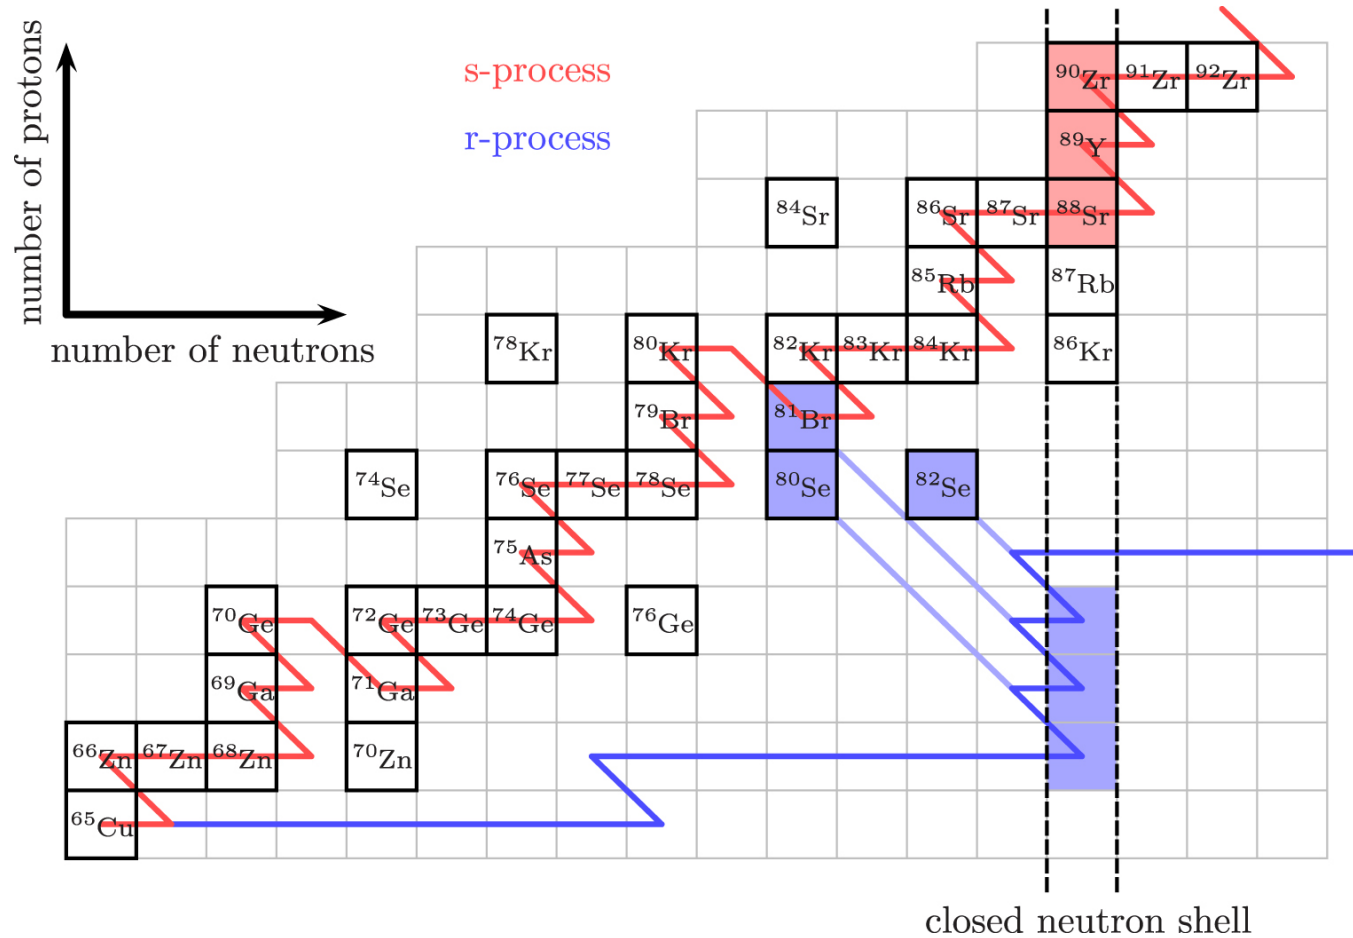 number of protons
number of neutrons
s-process
r-process
⁹⁰Zr ⁹¹Zr ⁹²Zr
⁸⁹Y
⁸⁴Sr ⁸⁶Sr ⁸⁷Sr ⁸⁸Sr
⁸⁵Rb ⁸⁷Rb
⁷⁸Kr ⁸⁰Kr ⁸²Kr ⁸³Kr ⁸⁴Kr ⁸⁶Kr
⁷⁹Br ⁸¹Br
⁷⁴Se ⁷⁶Se ⁷⁷Se ⁷⁸Se ⁸⁰Se ⁸²Se
⁷⁵As
⁷⁰Ge ⁷²Ge ⁷³Ge ⁷⁴Ge ⁷⁶Ge
⁶⁹Ga ⁷¹Ga
⁶⁶Zn ⁶⁷Zn ⁶⁸Zn ⁷⁰Zn
⁶⁵Cu
closed neutron shell